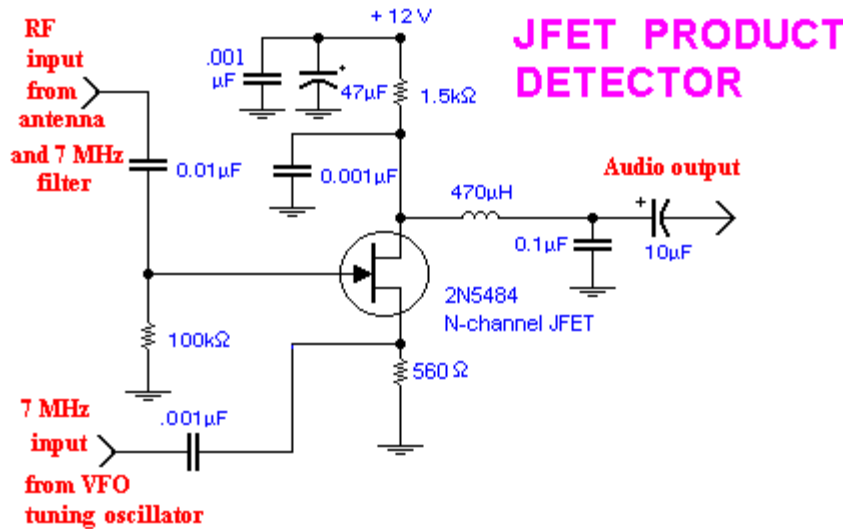 JFET PRODUCT
DETECTOR
RF
input
from
antenna
and 7 MHz
filter
+ 12 V
.001
µF
+
47µF
1.5kΩ
0.01µF
0.001µF
470µH
Audio output
+
0.1µF
10µF
2N5484
N-channel JFET
100kΩ
560 Ω
.001µF
7 MHz
input
from VFO
tuning oscillator